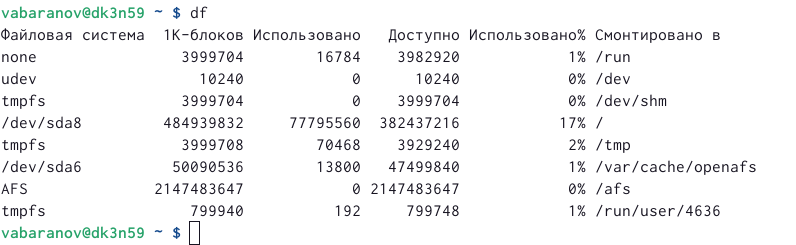 vabaranov@dk3n59 ~ $ df
Файловая система 1K-блоков Использовано Доступно Использовано% Смонтировано в
none 3999704 16784 3982920 1% /run
udev 10240 0 10240 0% /dev
tmpfs 3999704 0 3999704 0% /dev/shm
/dev/sda8 484939832 77795560 382437216 17% /
tmpfs 3999708 70468 3929240 2% /tmp
/dev/sda6 50090536 13800 47499840 1% /var/cache/openafs
AFS 2147483647 0 2147483647 0% /afs
tmpfs 799940 192 799748 1% /run/user/4636
vabaranov@dk3n59 ~ $